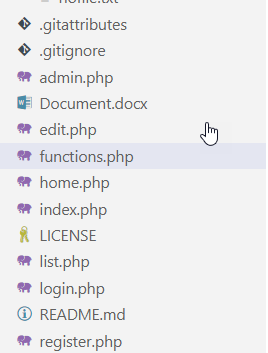 .gitattributes
.gitignore
admin.php
Document.docx
edit.php
functions.php
home.php
index.php
LICENSE
list.php
login.php
README.md
register.php